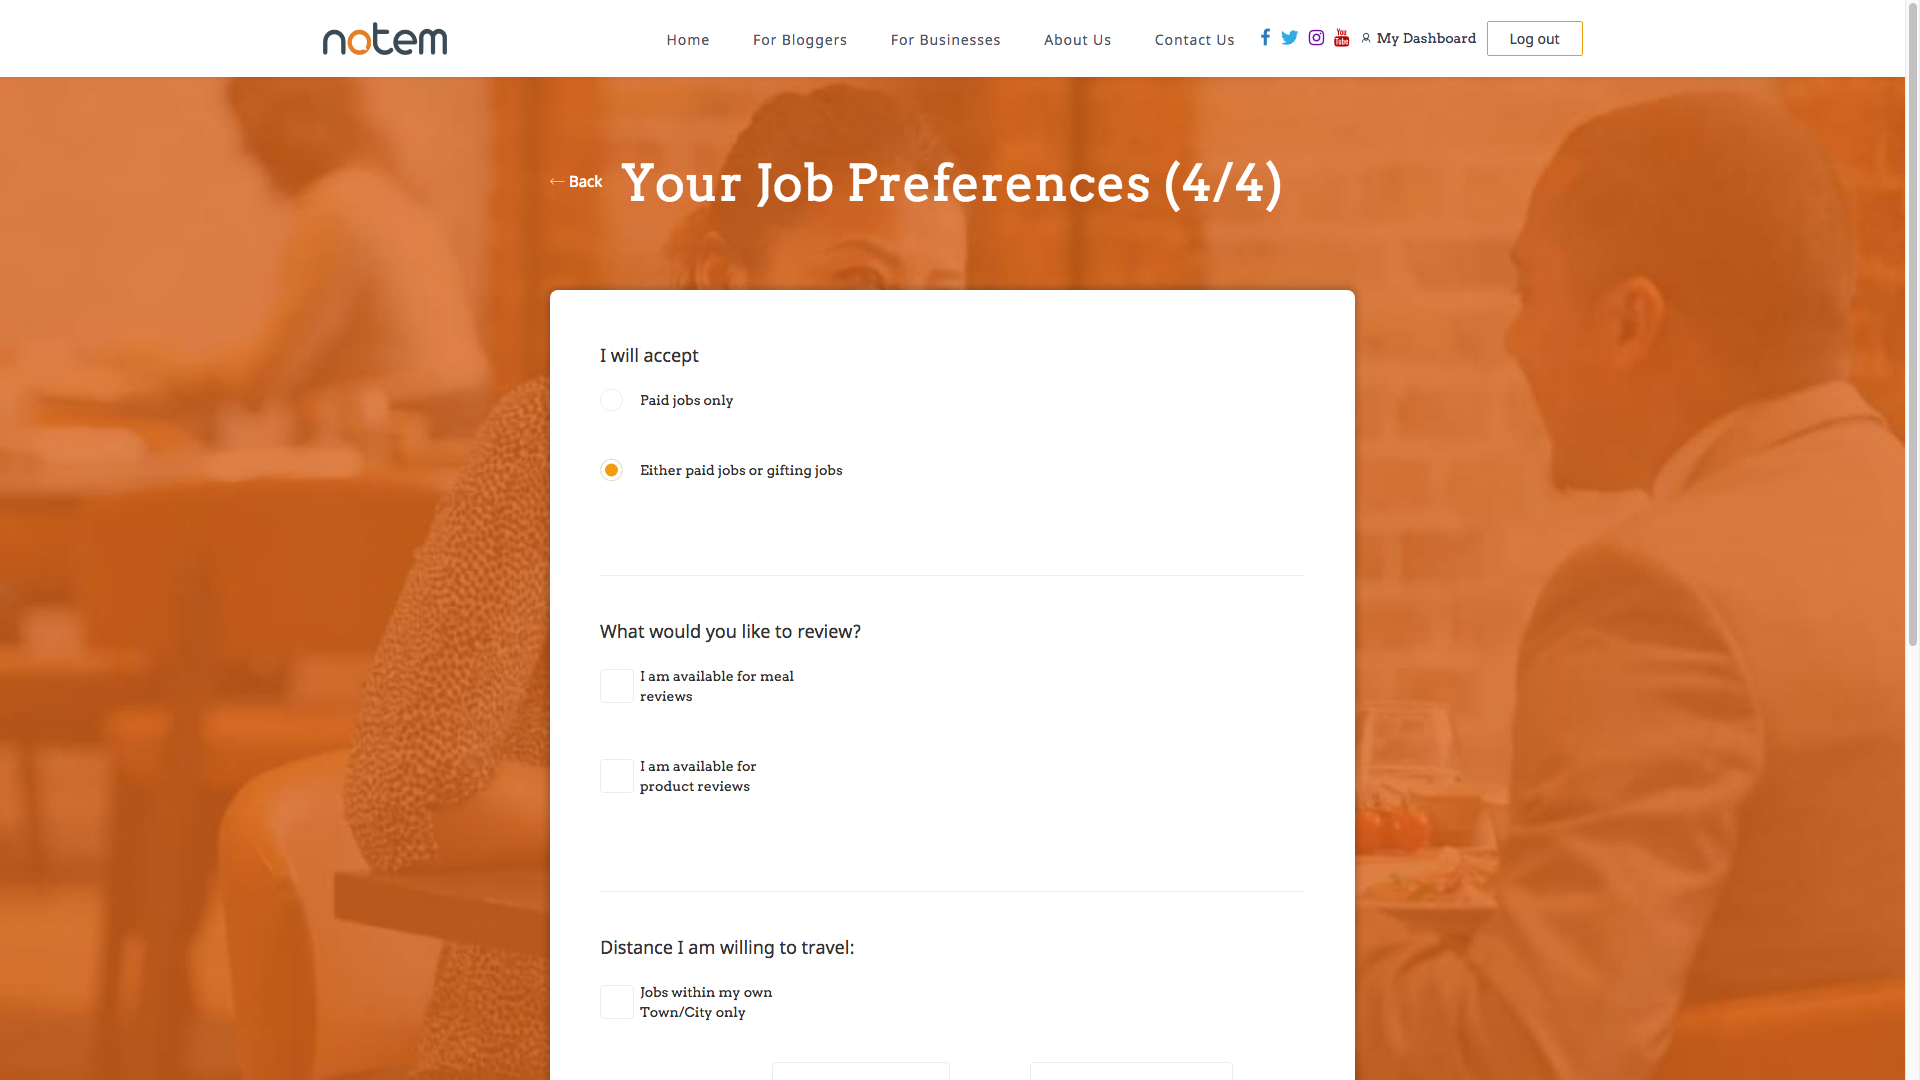 notem
Home
For Bloggers
For Businesses
About Us
Contact Us
My Dashboard
Log out
Back
Your Job Preferences (4/4)
I will accept
Paid jobs only
Either paid jobs or gifting jobs
What would you like to review?
I am available for meal
reviews
I am available for
product reviews
Distance I am willing to travel:
Jobs within my own
Town/City only